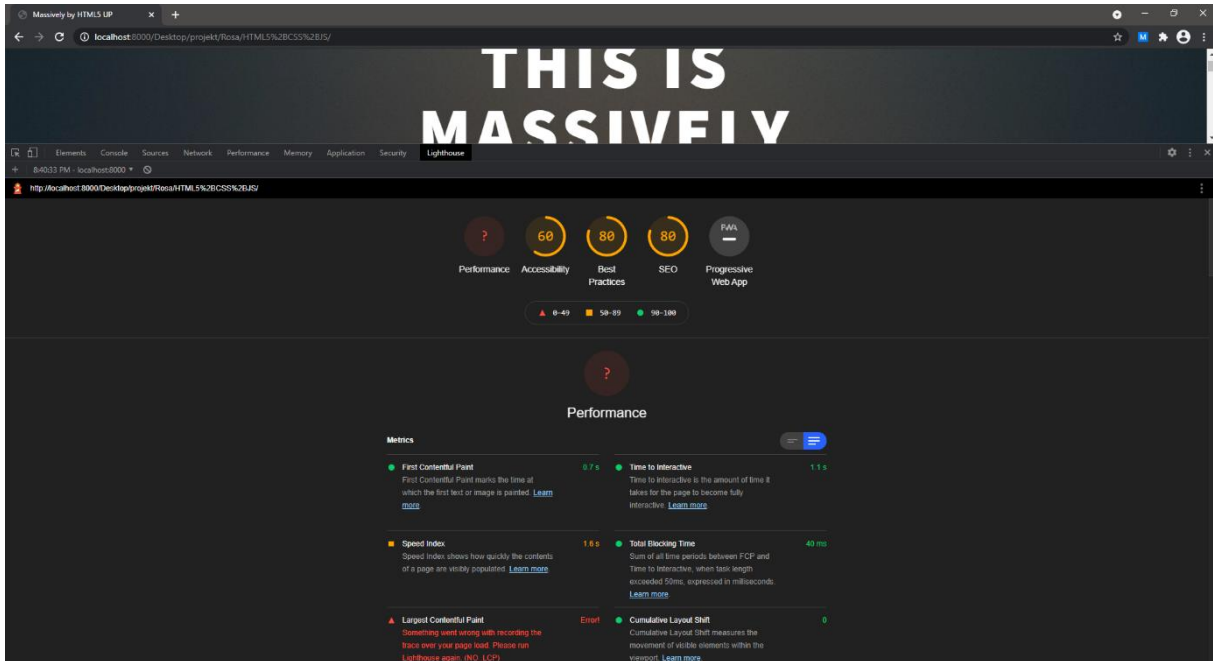 Massively by HTML5 UP
localhost:8000/Desktop/projekt/Rosa/HTML5%2BCSS%2BJS/
THIS IS
MASSIVELY
Elements Console Sources Network Performance Memory Application Security Lighthouse
8:40:33 PM - localhost:8000
http://localhost:8000/Desktop/projekt/Rosa/HTML5%2BCSS%2BJS/
? 60 80 80 PWA
Performance Accessibility Best Practices SEO Progressive Web App
0-49 50-89 90-100
?
Performance
Metrics
First Contentful Paint 0.7 s
First Contentful Paint marks the time at
which the first text or image is painted. Learn
more.
Time to Interactive 1.1 s
Time to interactive is the amount of time it
takes for the page to become fully
interactive. Learn more.
Speed Index 1.6 s
Speed Index shows how quickly the contents
of a page are visibly populated. Learn more.
Total Blocking Time 40 ms
Sum of all time periods between FCP and
Time to Interactive, when task length
exceeded 50ms, expressed in milliseconds.
Learn more.
Largest Contentful Paint Error!
Something went wrong with recording the
trace over your page load. Please run
Lighthouse again. (NO_LCP)
Cumulative Layout Shift 0
Cumulative Layout Shift measures the
movement of visible elements within the
viewport. Learn more.